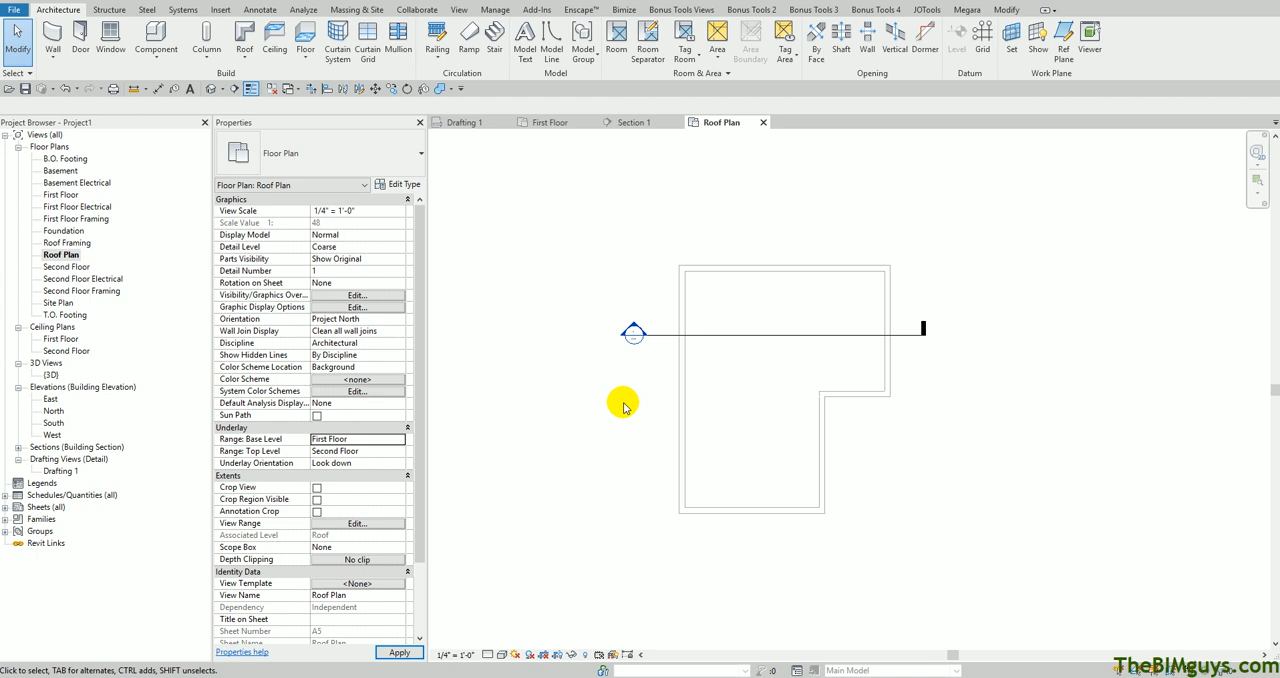 File Architecture Structure Steel Systems Insert Annotate Analyze Massing & Site Collaborate View Manage Add-Ins Enscape™ Bimize Bonus Tools Views Bonus Tools 2 Bonus Tools 3 Bonus Tools 4 JOTools Megara Modify
Modify Wall Door Window Component Column Roof Ceiling Floor Curtain System Curtain Grid Mullion Railing Ramp Stair Model Text Model Line Model Group Room Room Separator Tag Room Area Area Boundary Tag Area By Face Shaft Wall Vertical Dormer Level Grid Set Show Ref Plane Viewer
Select Build Circulation Model Room & Area Opening Datum Work Plane
Project Browser - Project1
Views (all)
Floor Plans
B.O. Footing
Basement
Basement Electrical
First Floor
First Floor Electrical
First Floor Framing
Foundation
Roof Framing
Roof Plan
Second Floor
Second Floor Electrical
Second Floor Framing
Site Plan
T.O. Footing
Ceiling Plans
First Floor
Second Floor
3D Views
{3D}
Elevations (Building Elevation)
East
North
South
West
Sections (Building Section)
Drafting Views (Detail)
Drafting 1
Legends
Schedules/Quantities (all)
Sheets (all)
Families
Groups
Revit Links
Properties
Floor Plan
Floor Plan: Roof Plan Edit Type
Graphics
View Scale 1/4" = 1'-0"
Scale Value 1: 48
Display Model Normal
Detail Level Coarse
Parts Visibility Show Original
Detail Number 1
Rotation on Sheet None
Visibility/Graphics Over... Edit...
Graphic Display Options Edit...
Orientation Project North
Wall Join Display Clean all wall joins
Discipline Architectural
Show Hidden Lines By Discipline
Color Scheme Location Background
Color Scheme <none>
System Color Schemes Edit...
Default Analysis Display... None
Sun Path
Underlay
Range: Base Level First Floor
Range: Top Level Second Floor
Underlay Orientation Look down
Extents
Crop View
Crop Region Visible
Annotation Crop
View Range Edit...
Associated Level Roof
Scope Box None
Depth Clipping No clip
Identity Data
View Template <None>
View Name Roof Plan
Dependency Independent
Title on Sheet
Sheet Number A5
Sheet Name Roof Plan
Properties help Apply
Drafting 1 First Floor Section 1 Roof Plan
1/4" = 1'-0"
Click to select, TAB for alternates, CTRL adds, SHIFT unselects. :0 Main Model
TheBIMguys.com